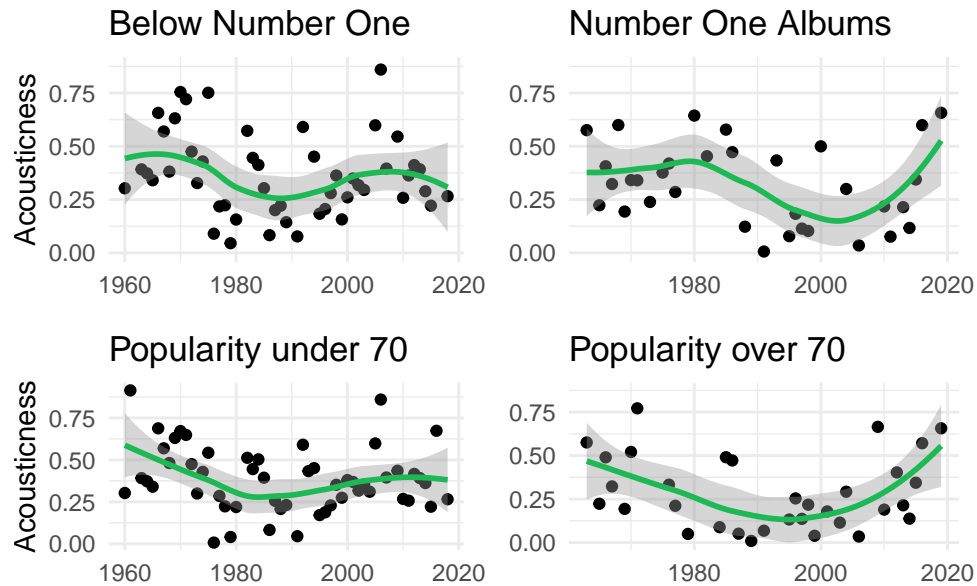 Below Number One
Number One Albums
Acousticness
0.75
0.50
0.25
0.00
1960 1980 2000 2020
0.75
0.50
0.25
0.00
1980 2000 2020
Popularity under 70
Popularity over 70
Acousticness
0.75
0.50
0.25
0.00
1960 1980 2000 2020
0.75
0.50
0.25
0.00
1980 2000 2020